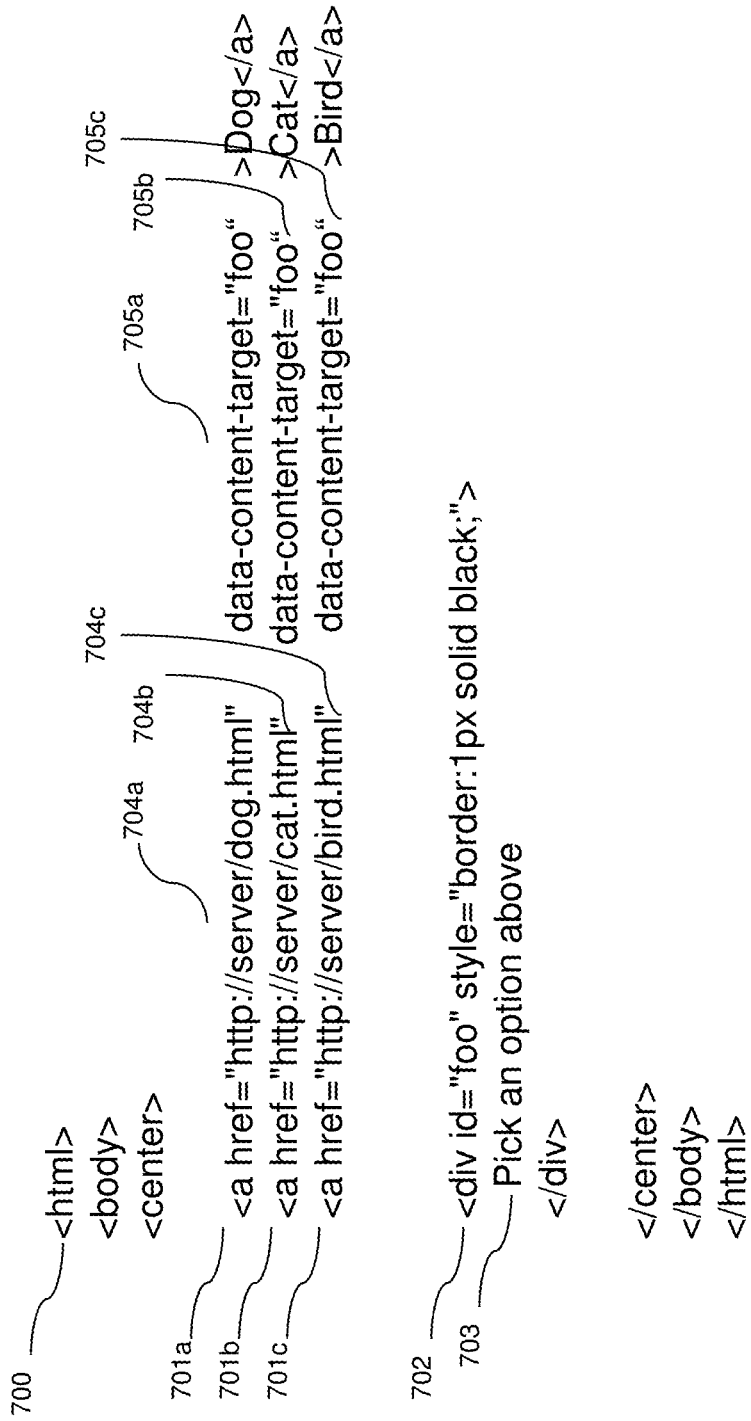 700
<html>
<body>
<center>
704a
704b
704c
705a
705b
705c
701a
<a href="http://server/dog.html" data-content-target="foo“ >Dog</a>
701b
<a href="http://server/cat.html" data-content-target="foo“ >Cat</a>
701c
<a href="http://server/bird.html" data-content-target="foo“ >Bird</a>
702
<div id="foo" style="border:1px solid black;">
703
Pick an option above
</div>
</center>
</body>
</html>